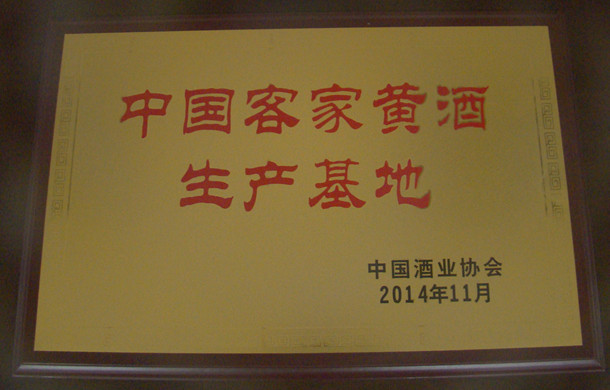 中国客家黄酒
生产基地
中国酒业协会
2014年11月